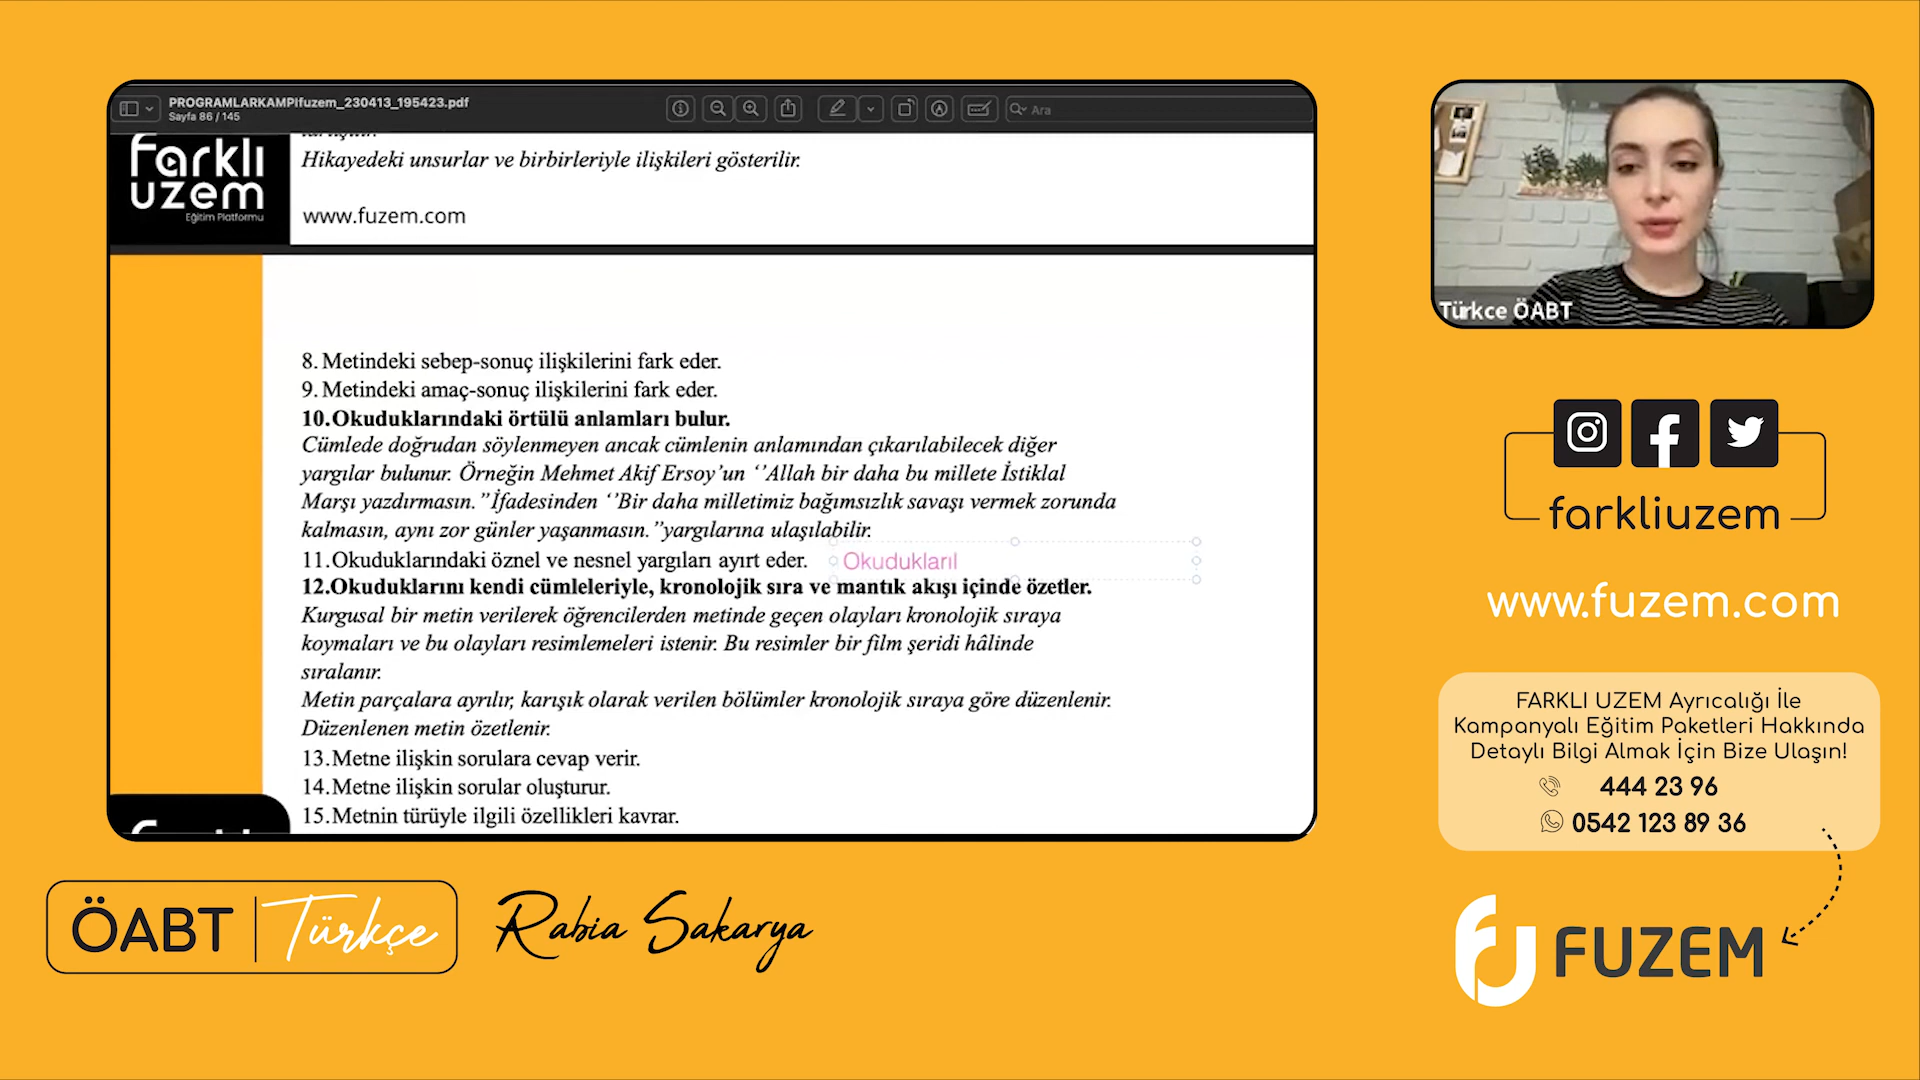 PROGRAMLARKAMPIfuzem_230413_195423.pdf
Sayfa 86 / 145
Ara
farklı
uzem
Eğitim Platformu
Hikayedeki unsurlar ve birbirleriyle ilişkileri gösterilir.
www.fuzem.com
8. Metindeki sebep-sonuç ilişkilerini fark eder.
9. Metindeki amaç-sonuç ilişkilerini fark eder.
10.Okuduklarındaki örtülü anlamları bulur.
Cümlede doğrudan söylenmeyen ancak cümlenin anlamından çıkarılabilecek diğer
yargılar bulunur. Örneğin Mehmet Akif Ersoy’un ‘’Allah bir daha bu millete İstiklal
Marşı yazdırmasın.’’İfadesinden ‘’Bir daha milletimiz bağımsızlık savaşı vermek zorunda
kalmasın, aynı zor günler yaşanmasın.’’yargılarına ulaşılabilir.
11.Okuduklarındaki öznel ve nesnel yargıları ayırt eder.
Okuduklarıl
12.Okuduklarını kendi cümleleriyle, kronolojik sıra ve mantık akışı içinde özetler.
Kurgusal bir metin verilerek öğrencilerden metinde geçen olayları kronolojik sıraya
koymaları ve bu olayları resimlemeleri istenir. Bu resimler bir film şeridi hâlinde
sıralanır.
Metin parçalara ayrılır, karışık olarak verilen bölümler kronolojik sıraya göre düzenlenir.
Düzenlenen metin özetlenir.
13.Metne ilişkin sorulara cevap verir.
14.Metne ilişkin sorular oluşturur.
15.Metnin türüyle ilgili özellikleri kavrar.
Türkce ÖABT
farkliuzem
www.fuzem.com
FARKLI UZEM Ayrıcalığı İle
Kampanyalı Eğitim Paketleri Hakkında
Detaylı Bilgi Almak İçin Bize Ulaşın!
444 23 96
0542 123 89 36
FUZEM
ÖABT Türkçe
Rabia Sakarya